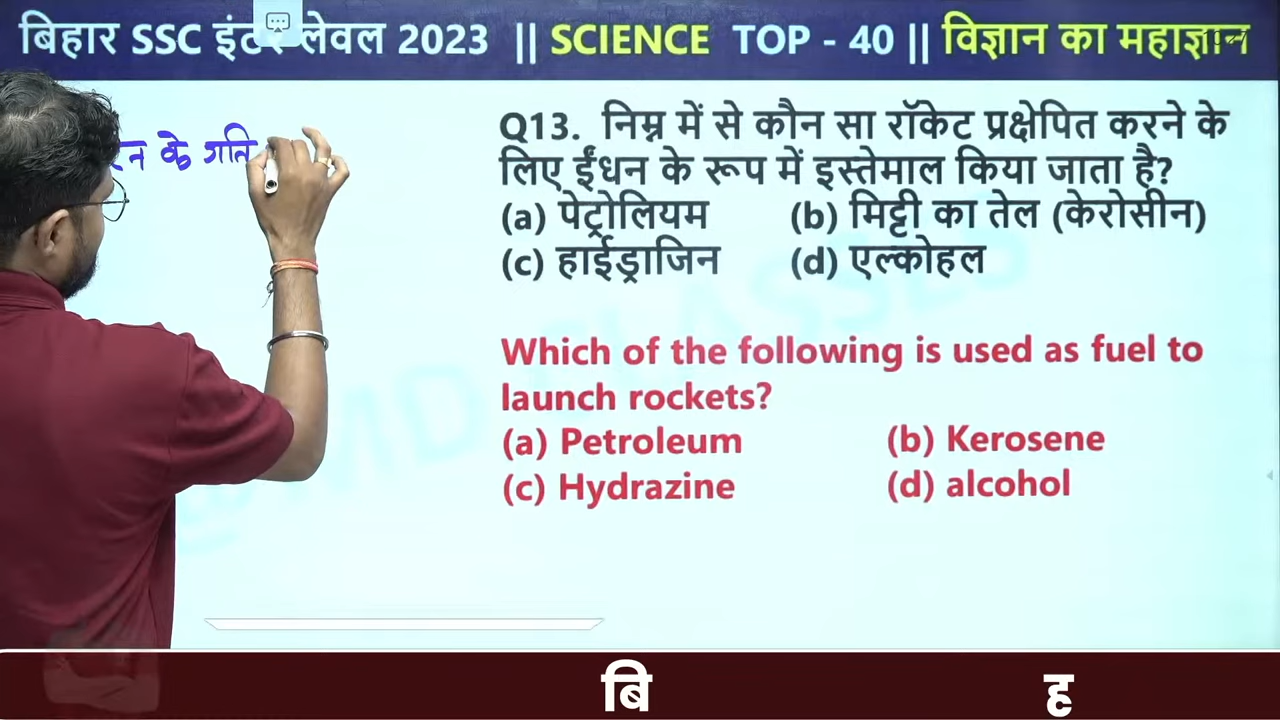 बिहार SSC इंटर लेवल 2023 || SCIENCE TOP - 40 || विज्ञान का महाज्ञान
न के गति
Q13. निम्न में से कौन सा रॉकेट प्रक्षेपित करने के
लिए ईंधन के रूप में इस्तेमाल किया जाता है?
(a) पेट्रोलियम (b) मिट्टी का तेल (केरोसीन)
(c) हाईड्राजिन (d) एल्कोहल
Which of the following is used as fuel to
launch rockets?
(a) Petroleum (b) Kerosene
(c) Hydrazine (d) alcohol
बि ह